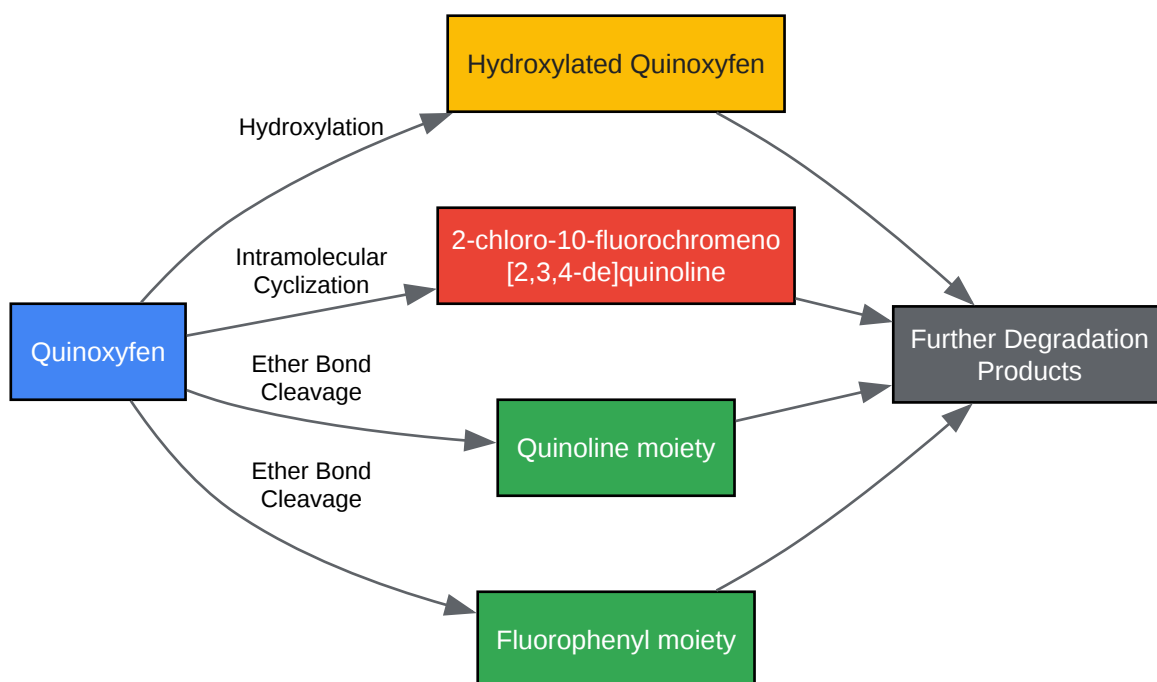 Hydroxylated Quinoxyfen
Hydroxylation
2-chloro-10-fluorochromeno
[2,3,4-de]quinoline
Intramolecular
Cyclization
Quinoxyfen
Further Degradation
Products
Ether Bond
Cleavage
Quinoline moiety
Ether Bond
Cleavage
Fluorophenyl moiety